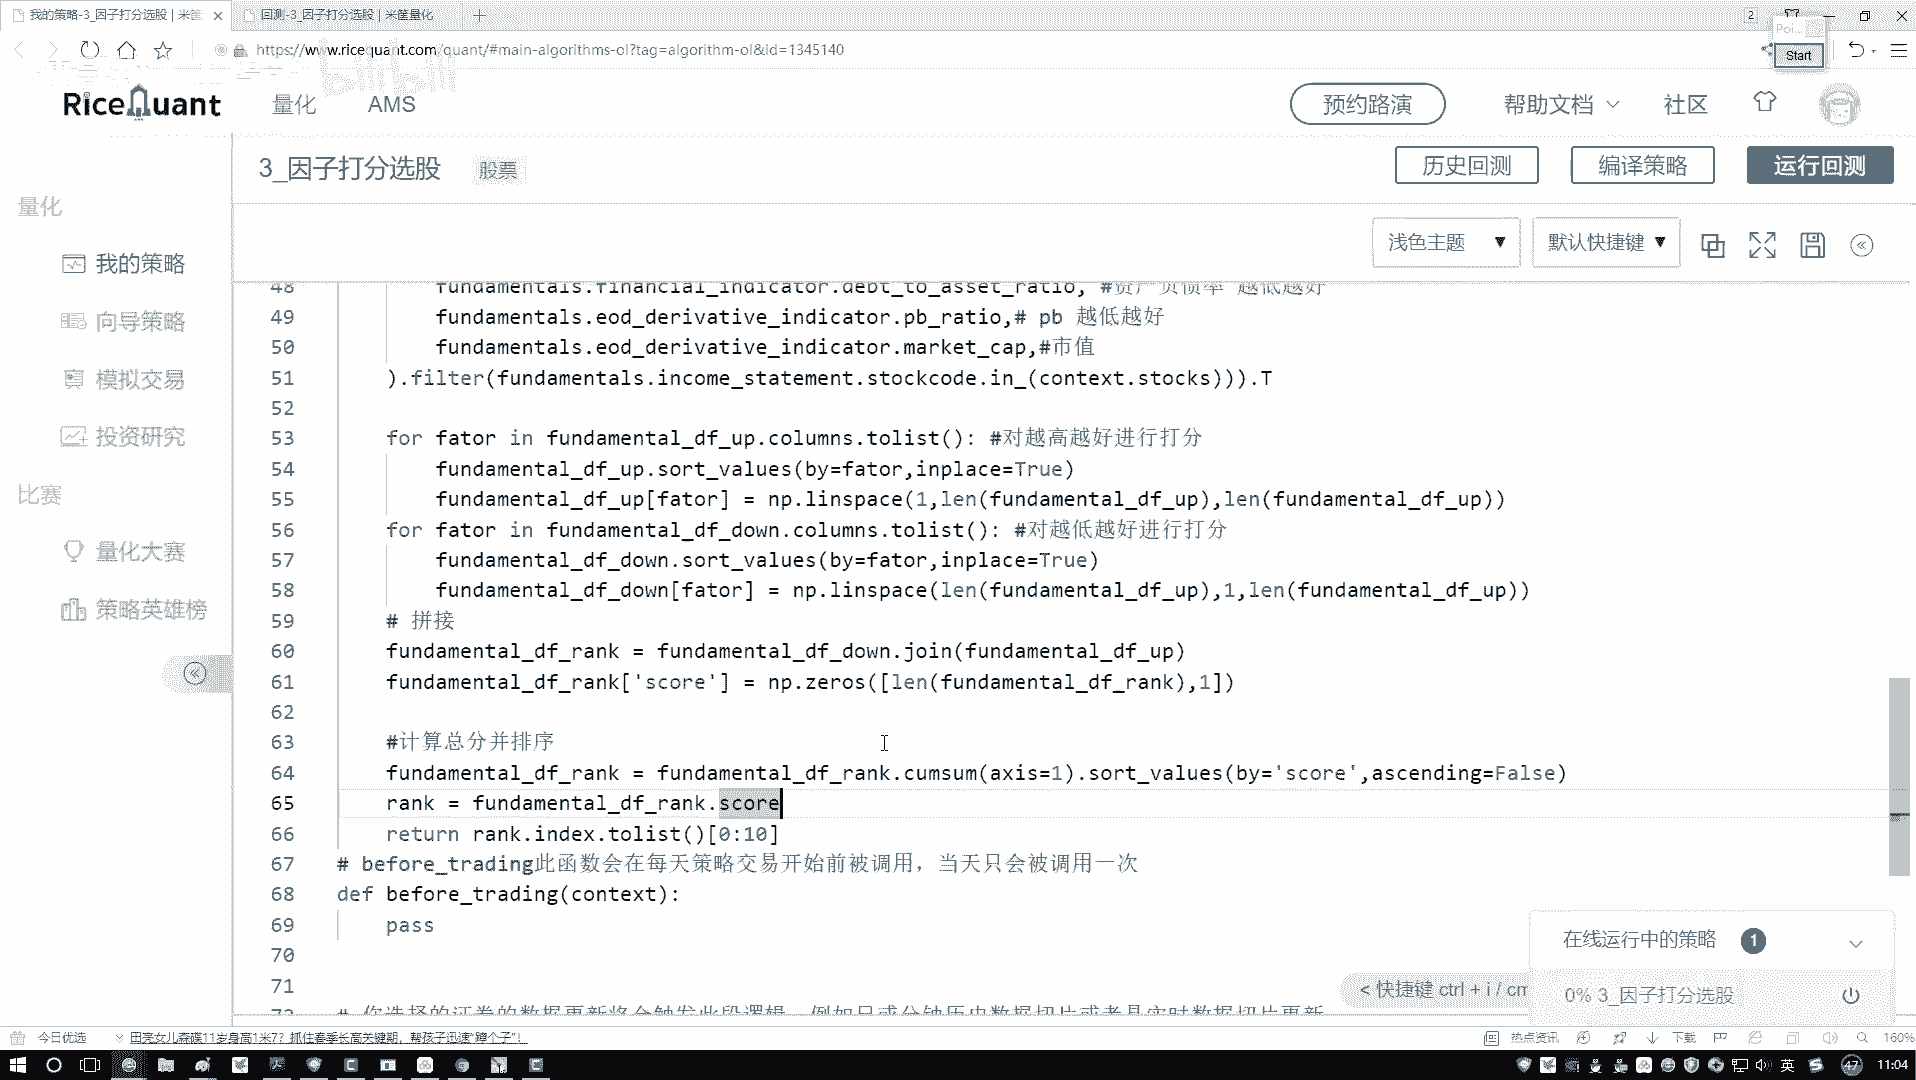 我的策略-3_因子打分选股 | 米筐
回测-3_因子打分选股 | 米筐量化
2
https://www.ricequant.com/quant/#main-algorithms-ol?tag=algorithm-ol&id=1345140
Poi...
Start
bilibili
RiceQuant
量化
AMS
预约路演
帮助文档
社区
3_因子打分选股
股票
历史回测
编译策略
运行回测
量化
我的策略
向导策略
模拟交易
投资研究
比赛
量化大赛
策略英雄榜
浅色主题 ▼
默认快捷键 ▼
48 fundamentals.financial_indicator.debt_to_asset_ratio, #资产负债率 越低越好
49 fundamentals.eod_derivative_indicator.pb_ratio,# pb 越低越好
50 fundamentals.eod_derivative_indicator.market_cap,#市值
51 ).filter(fundamentals.income_statement.stockcode.in_(context.stocks))).T
52
53 for fator in fundamental_df_up.columns.tolist(): #对越高越好进行打分
54 fundamental_df_up.sort_values(by=fator,inplace=True)
55 fundamental_df_up[fator] = np.linspace(1,len(fundamental_df_up),len(fundamental_df_up))
56 for fator in fundamental_df_down.columns.tolist(): #对越低越好进行打分
57 fundamental_df_down.sort_values(by=fator,inplace=True)
58 fundamental_df_down[fator] = np.linspace(len(fundamental_df_up),1,len(fundamental_df_up))
59 # 拼接
60 fundamental_df_rank = fundamental_df_down.join(fundamental_df_up)
61 fundamental_df_rank['score'] = np.zeros([len(fundamental_df_rank),1])
62
63 #计算总分并排序
64 fundamental_df_rank = fundamental_df_rank.cumsum(axis=1).sort_values(by='score',ascending=False)
65 rank = fundamental_df_rank.score
66 return rank.index.tolist()[0:10]
67 # before_trading此函数会在每天策略交易开始前被调用，当天只会被调用一次
68 def before_trading(context):
69 pass
70
71
72 # 你选择的证券的数据更新将会触发此段逻辑，例如日或分钟历史数据切片或者是实时数据切片更新
< 快捷键 ctrl + i / cm
在线运行中的策略 1
0% 3_因子打分选股
今日优选
田亮女儿森碟11岁身高1米7？抓住春季长高关键期，帮孩子迅速"蹿个子"！
热点资讯
下载
160%
英
47
11:04